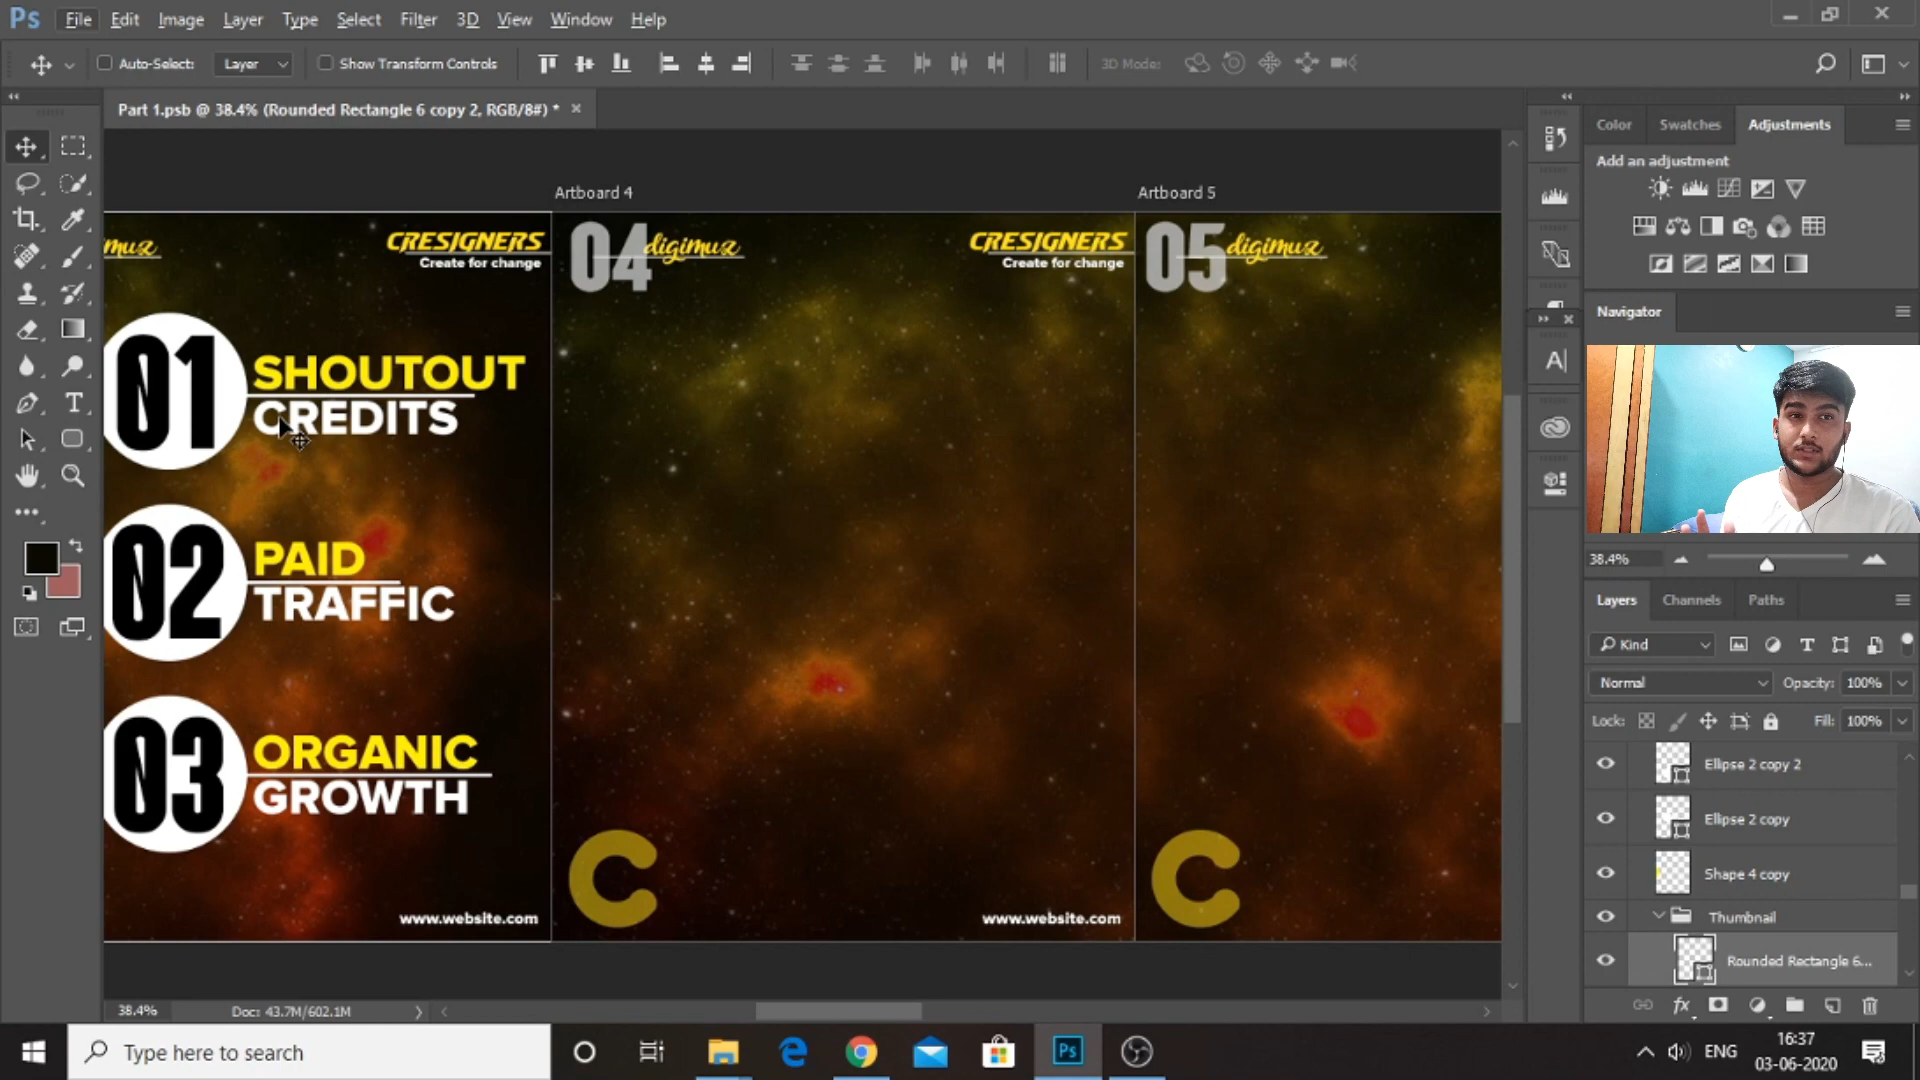 Ps File Edit Image Layer Type Select Filter 3D View Window Help
Auto-Select: Layer Show Transform Controls 3D Mode:
Part 1.psb @ 38.4% (Rounded Rectangle 6 copy 2, RGB/8#) *
Color Swatches Adjustments
Add an adjustment
Navigator
Artboard 4
Artboard 5
CRESIGNERS
Create for change
04
digimuz
CRESIGNERS
Create for change
05
digimuz
01
SHOUTOUT
CREDITS
02
PAID
TRAFFIC
03
ORGANIC
GROWTH
www.website.com
C
www.website.com
C
A
38.4%
Layers Channels Paths
Kind
Normal Opacity: 100%
Lock: Fill: 100%
Ellipse 2 copy 2
Ellipse 2 copy
Shape 4 copy
Thumbnail
Rounded Rectangle 6...
fx
38.4% Doc: 43.7M/602.1M
Type here to search
Ps
ENG
16:37
03-06-2020